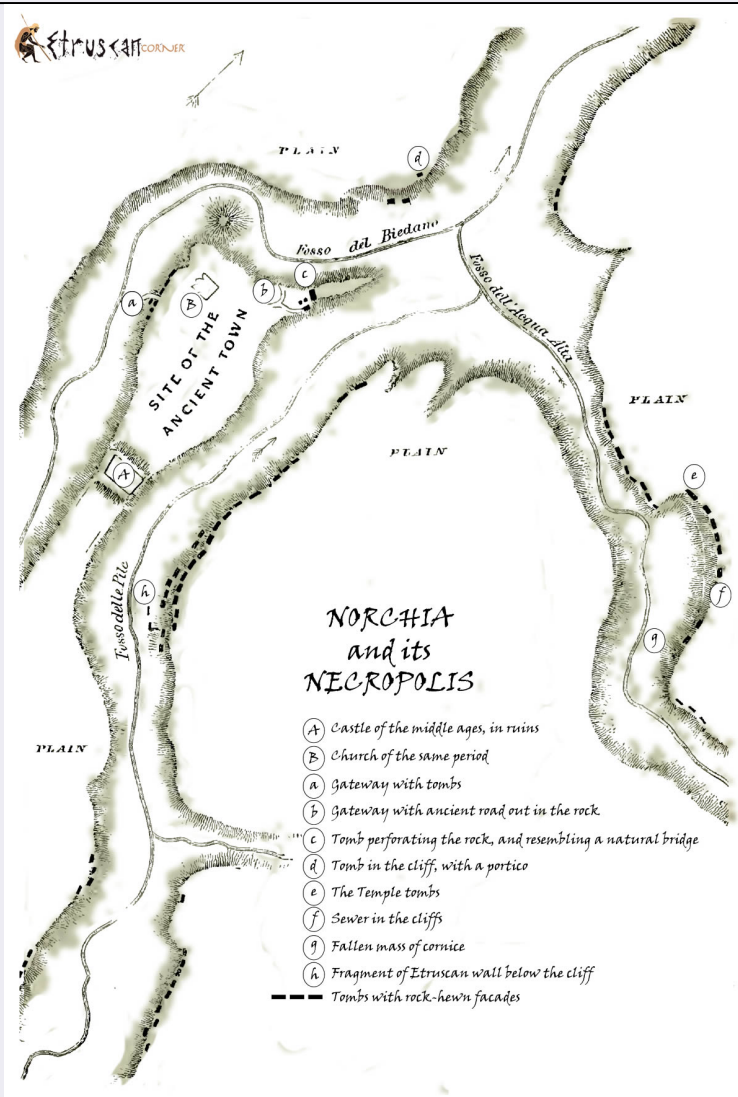 Etruscan CORNER
PLAIN
d
Fosso del Biedano
c
b
a
B
SITE OF THE
ANCIENT TOWN
Fosso dell'Acqua Alta
PLAIN
PLAIN
A
e
h
f
Fosso delle Pile
g
NORCHIA
and its
NECROPOLIS
PLAIN
A Castle of the middle ages, in ruins
B Church of the same period
a Gateway with tombs
b Gateway with ancient road out in the rock
c Tomb perforating the rock, and resembling a natural bridge
d Tomb in the cliff, with a portico
e The Temple tombs
f Sewer in the cliffs
g Fallen mass of cornice
h Fragment of Etruscan wall below the cliff
Tombs with rock-hewn facades